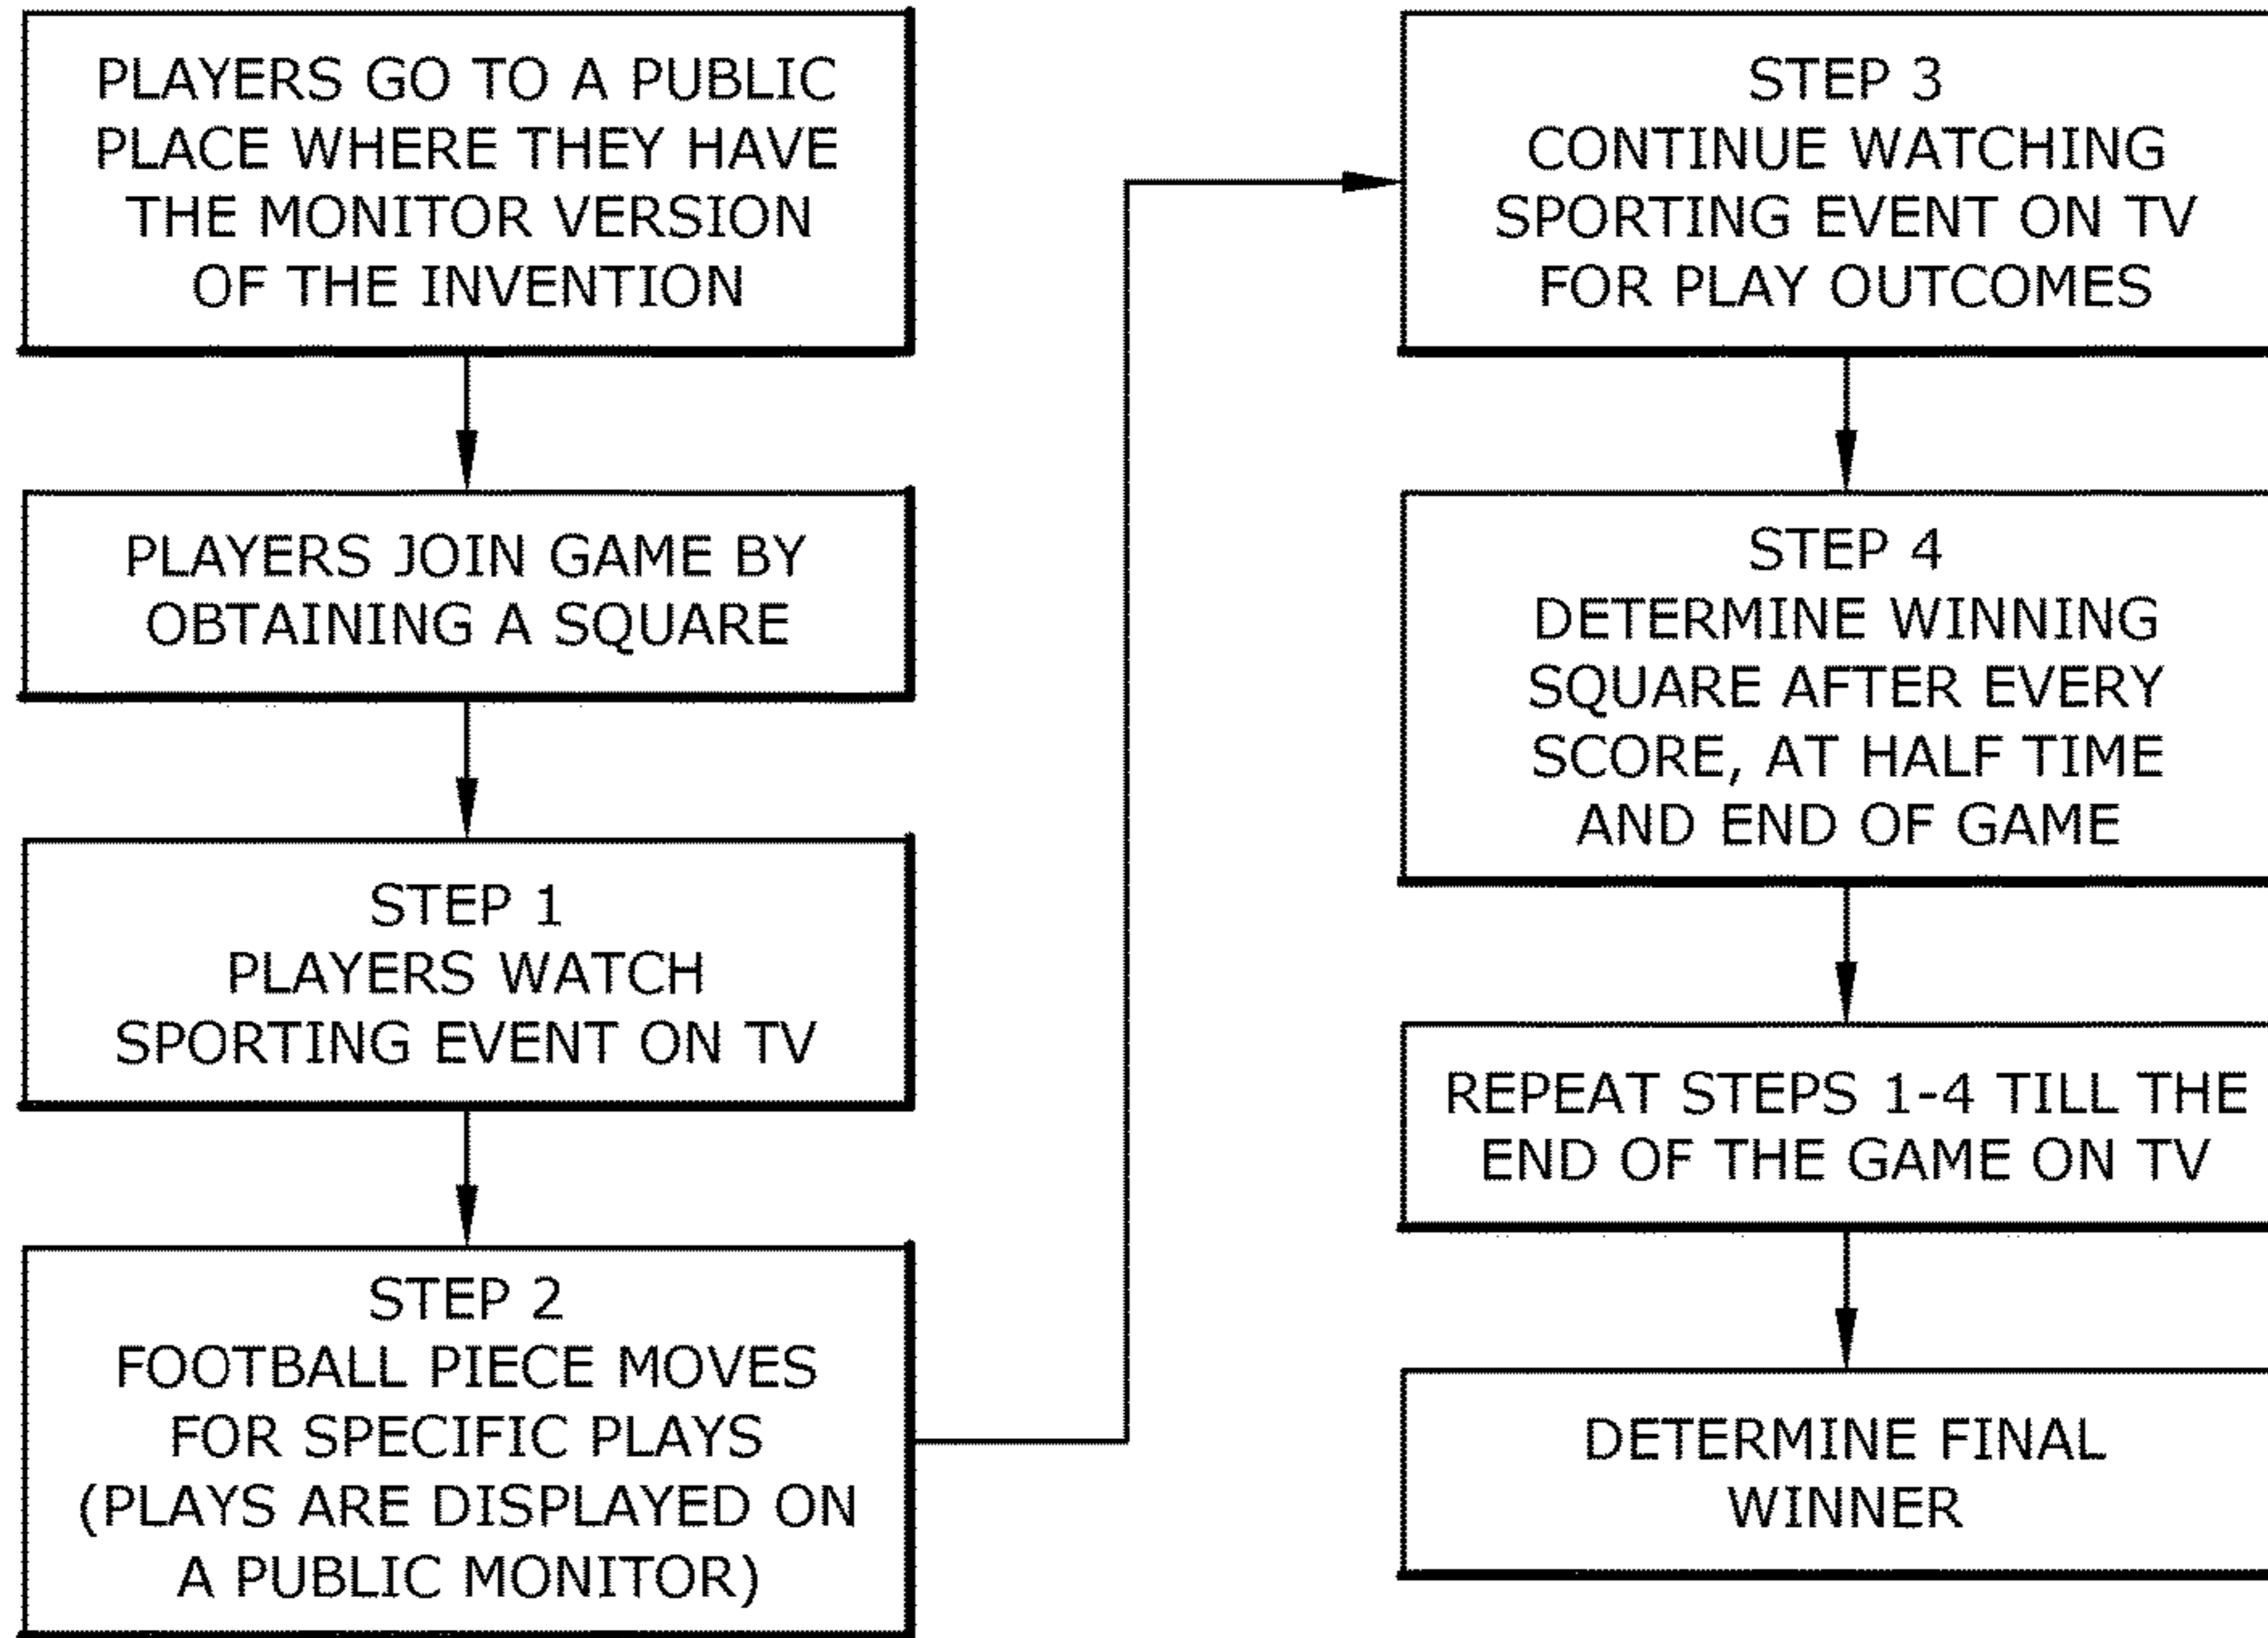 PLAYERS GO TO A PUBLIC
PLACE WHERE THEY HAVE
THE MONITOR VERSION
OF THE INVENTION
PLAYERS JOIN GAME BY
OBTAINING A SQUARE
STEP 1
PLAYERS WATCH
SPORTING EVENT ON TV
STEP 2
FOOTBALL PIECE MOVES
FOR SPECIFIC PLAYS
(PLAYS ARE DISPLAYED ON
A PUBLIC MONITOR)
STEP 3
CONTINUE WATCHING
SPORTING EVENT ON TV
FOR PLAY OUTCOMES
STEP 4
DETERMINE WINNING
SQUARE AFTER EVERY
SCORE, AT HALF TIME
AND END OF GAME
REPEAT STEPS 1-4 TILL THE
END OF THE GAME ON TV
DETERMINE FINAL
WINNER